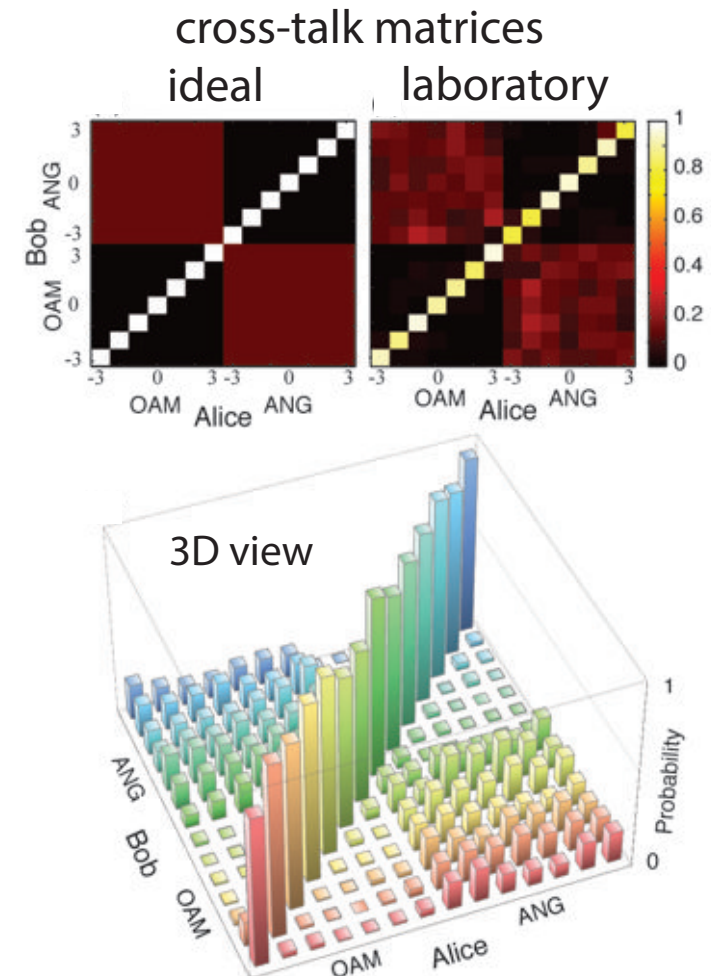 cross-talk matrices
ideal laboratory
3
0
-3
3
0
-3
Bob
ANG
OAM
-3 0 3 -3 0 3
OAM Alice ANG
-3 0 3 -3 0 3
OAM Alice ANG
1
0.8
0.6
0.4
0.2
0
3D view
ANG
Bob
OAM
OAM Alice ANG
1
Probability
0